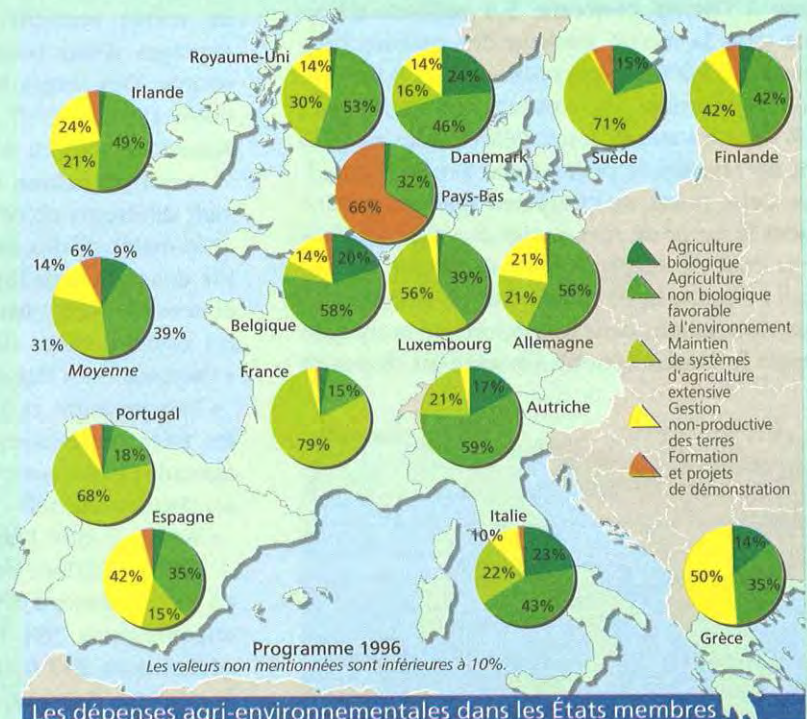 Royaume-Uni
14%
30%
53%
14%
24%
16%
46%
Danemark
15%
71%
Suède
42%
42%
Finlande
Irlande
24%
49%
21%
32%
66%
Pays-Bas
6%
9%
14%
31%
39%
Moyenne
14%
20%
58%
Belgique
39%
56%
Luxembourg
21%
21%
56%
Allemagne
Agriculture
biologique
Agriculture
non biologique
favorable
à l'environnement
Maintien
de systèmes
d'agriculture
extensive
Gestion
non-productive
des terres
Formation
et projets
de démonstration
France
15%
79%
17%
21%
59%
Autriche
Portugal
18%
68%
Espagne
42%
35%
15%
Italie
10%
23%
22%
43%
14%
50%
35%
Grèce
Programme 1996
Les valeurs non mentionnées sont inférieures à 10%.
Les dépenses agri-environnementales dans les États membres